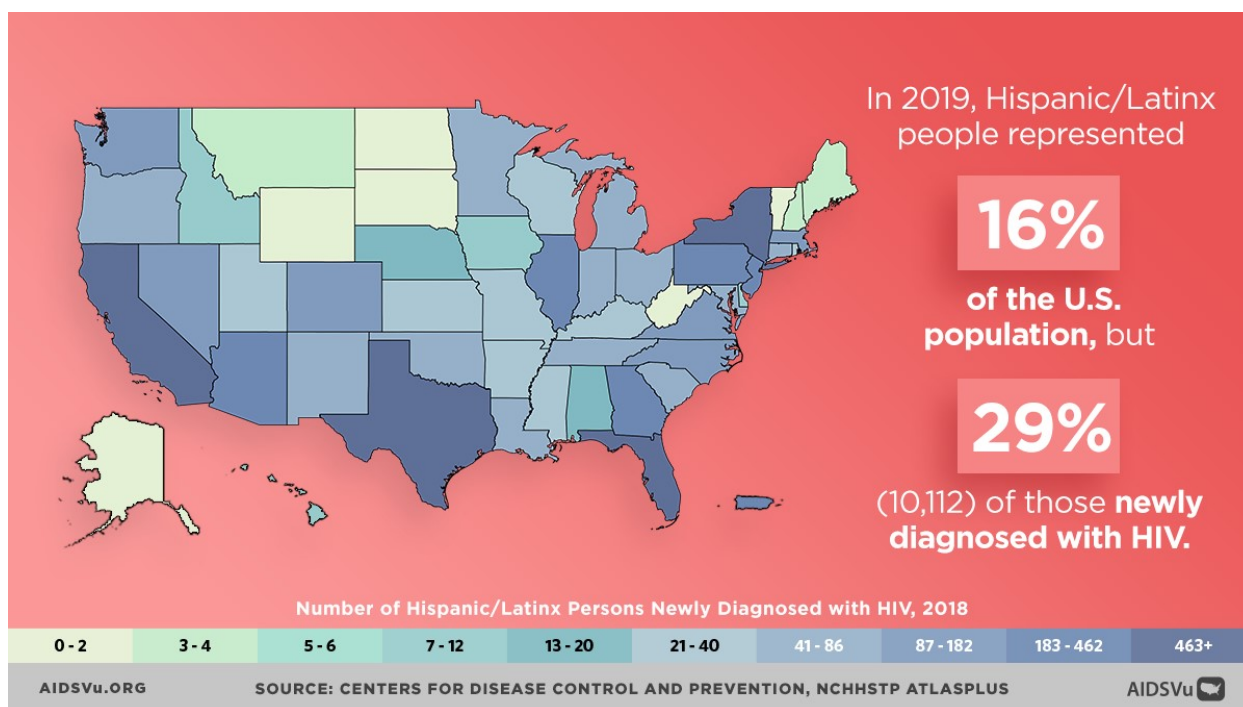 In 2019, Hispanic/Latinx
people represented
16%
of the U.S.
population, but
29%
(10,112) of those newly
diagnosed with HIV.
Number of Hispanic/Latinx Persons Newly Diagnosed with HIV, 2018
0 - 2 3 - 4 5 - 6 7 - 12 13 - 20 21 - 40 41 - 86 87 - 182 183 - 462 463+
AIDSVu.ORG SOURCE: CENTERS FOR DISEASE CONTROL AND PREVENTION, NCHHSTP ATLASPLUS AIDSVu